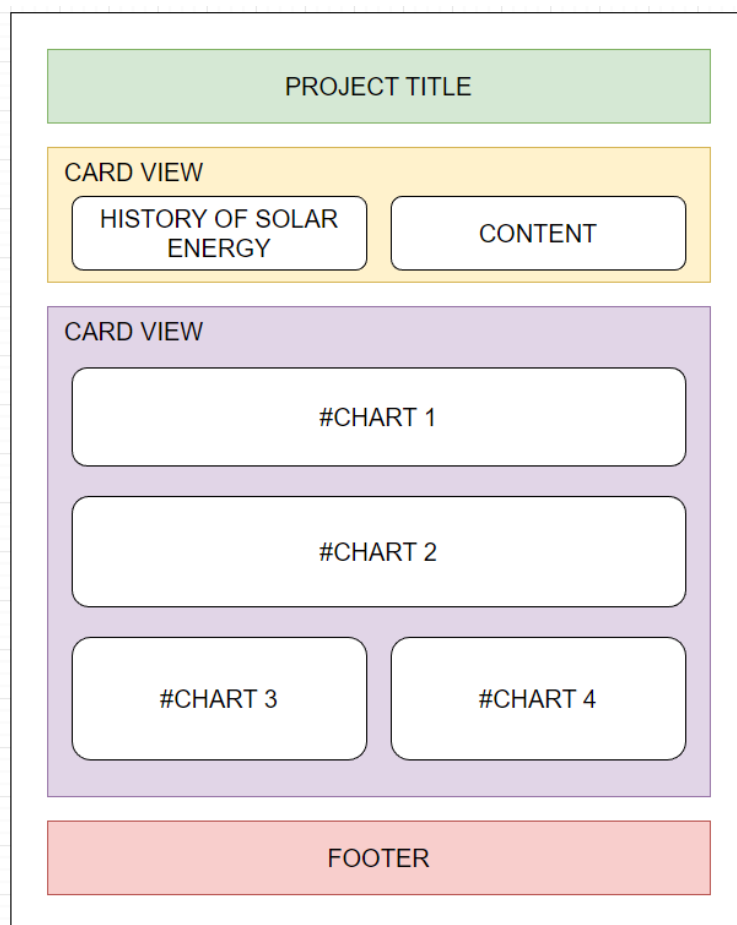 PROJECT TITLE
CARD VIEW
HISTORY OF SOLAR
ENERGY
CONTENT
CARD VIEW
#CHART 1
#CHART 2
#CHART 3
#CHART 4
FOOTER